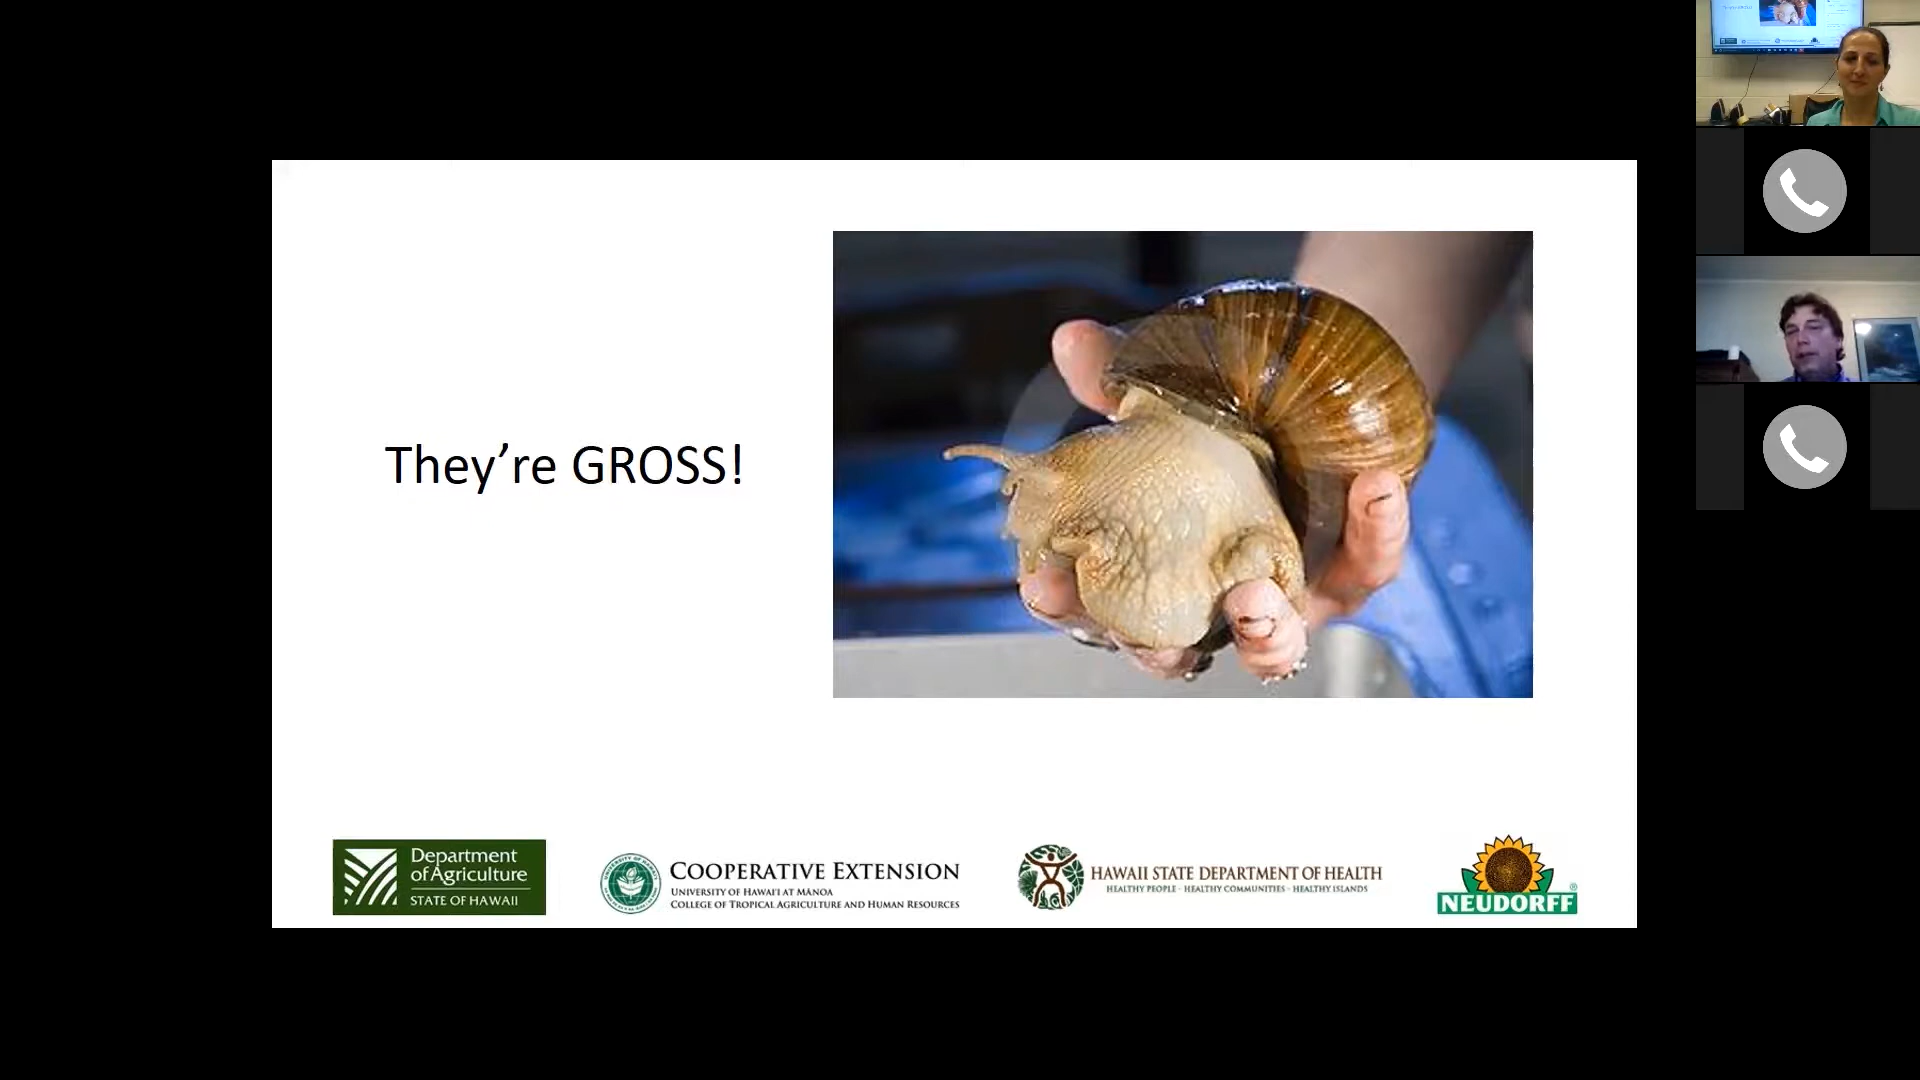 They’re GROSS!
Department
of Agriculture
STATE OF HAWAII
COOPERATIVE EXTENSION
UNIVERSITY OF HAWAI‘I AT MĀNOA
COLLEGE OF TROPICAL AGRICULTURE AND HUMAN RESOURCES
HAWAII STATE DEPARTMENT OF HEALTH
HEALTHY PEOPLE · HEALTHY COMMUNITIES · HEALTHY ISLANDS
NEUDORFF®